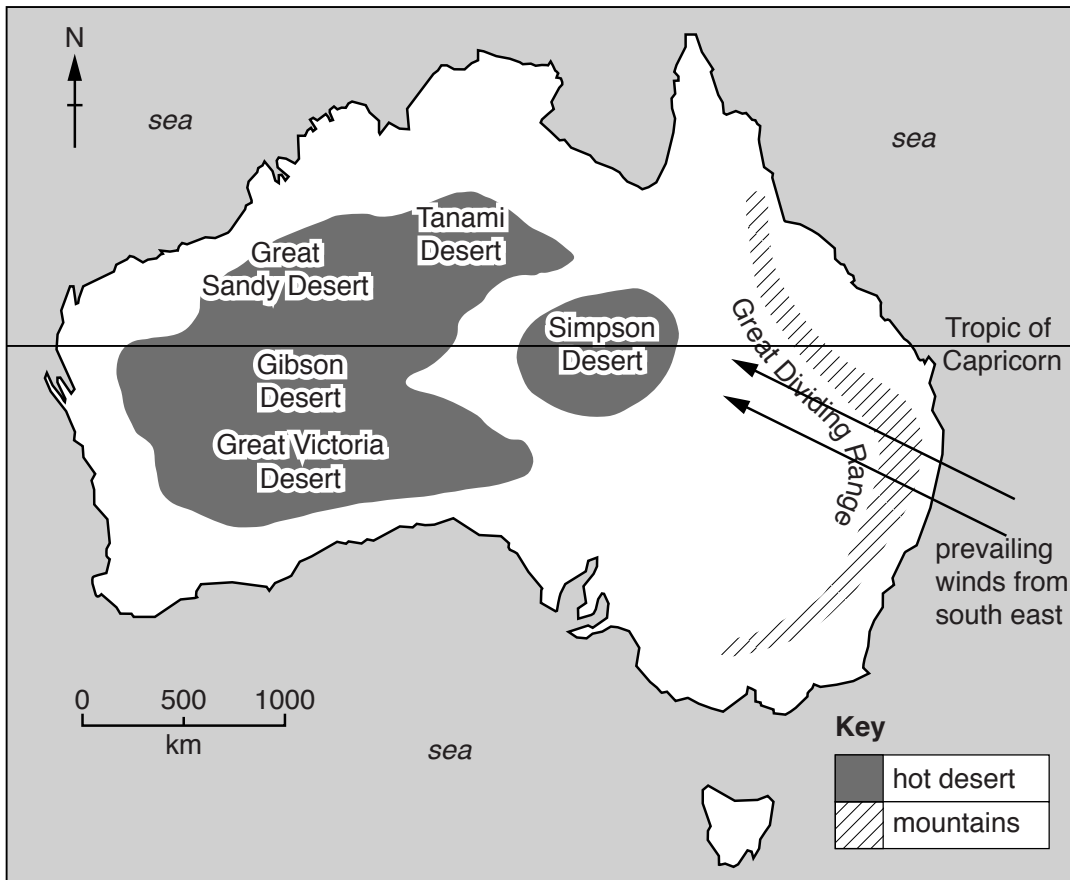 N
sea
sea
Tanami
Desert
Great
Sandy Desert
Simpson
Desert
Great Dividing Range
Tropic of
Capricorn
Gibson
Desert
Great Victoria
Desert
prevailing
winds from
south east
0 500 1000
km
sea
Key
hot desert
mountains